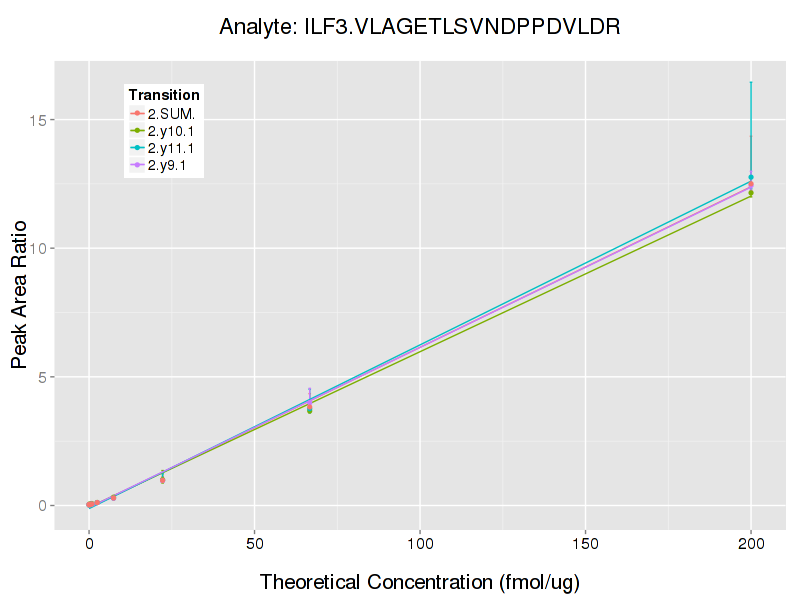 Analyte: ILF3.VLAGETLSVNDPPDVLDR
Transition
2.SUM.
2.y10.1
2.y11.1
2.y9.1
15
10
5
0
Peak Area Ratio
0 50 100 150 200
Theoretical Concentration (fmol/ug)